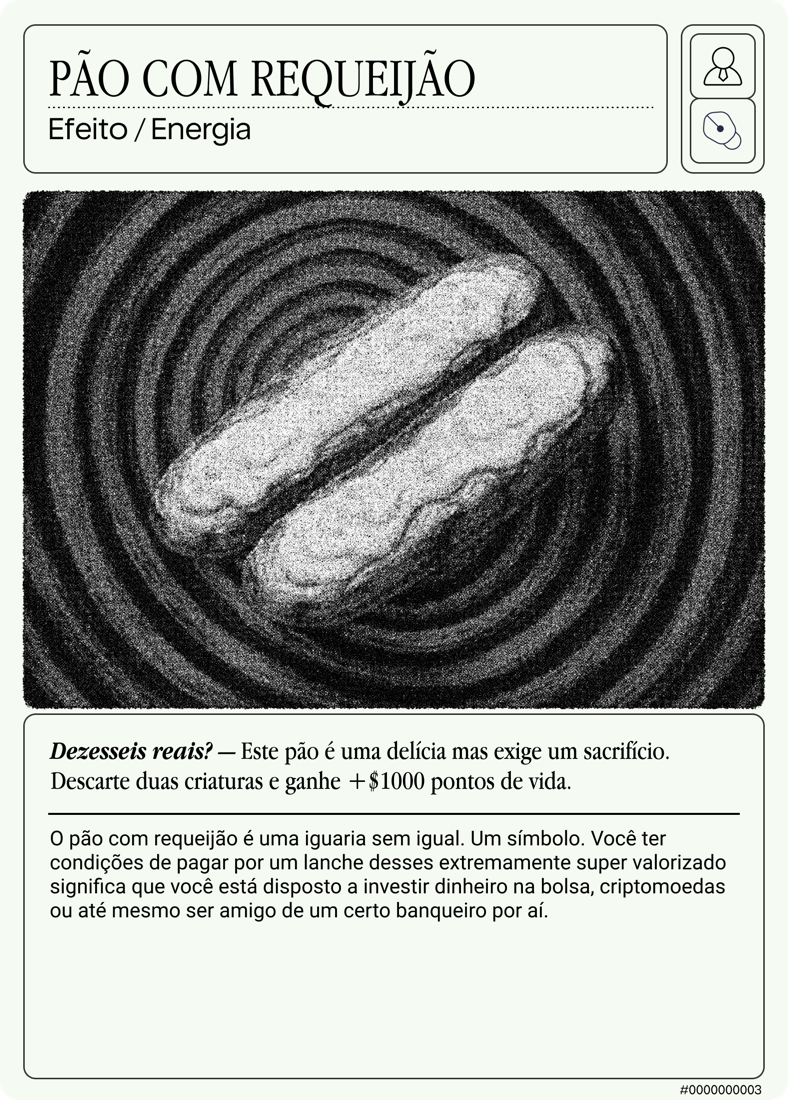 PÃO COM REQUEIJÃO
Efeito / Energia
Dezesseis reais? — Este pão é uma delícia mas exige um sacrifício.
Descarte duas criaturas e ganhe +$1000 pontos de vida.
O pão com requeijão é uma iguaria sem igual. Um símbolo. Você ter
condições de pagar por um lanche desses extremamente super valorizado
significa que você está disposto a investir dinheiro na bolsa, criptomoedas
ou até mesmo ser amigo de um certo banqueiro por aí.
#0000000003